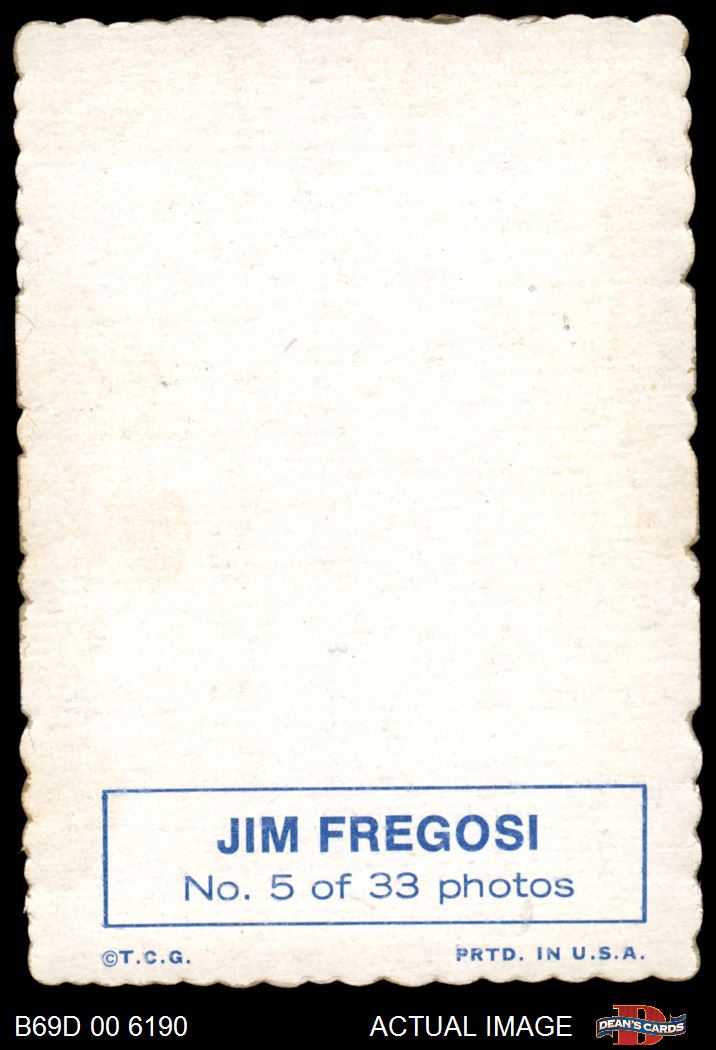 JIM FREGOSI
No. 5 of 33 photos
©T.C.G. PRTD. IN U.S.A.
B69D 00 6190 ACTUAL IMAGE DEAN'S CARDS